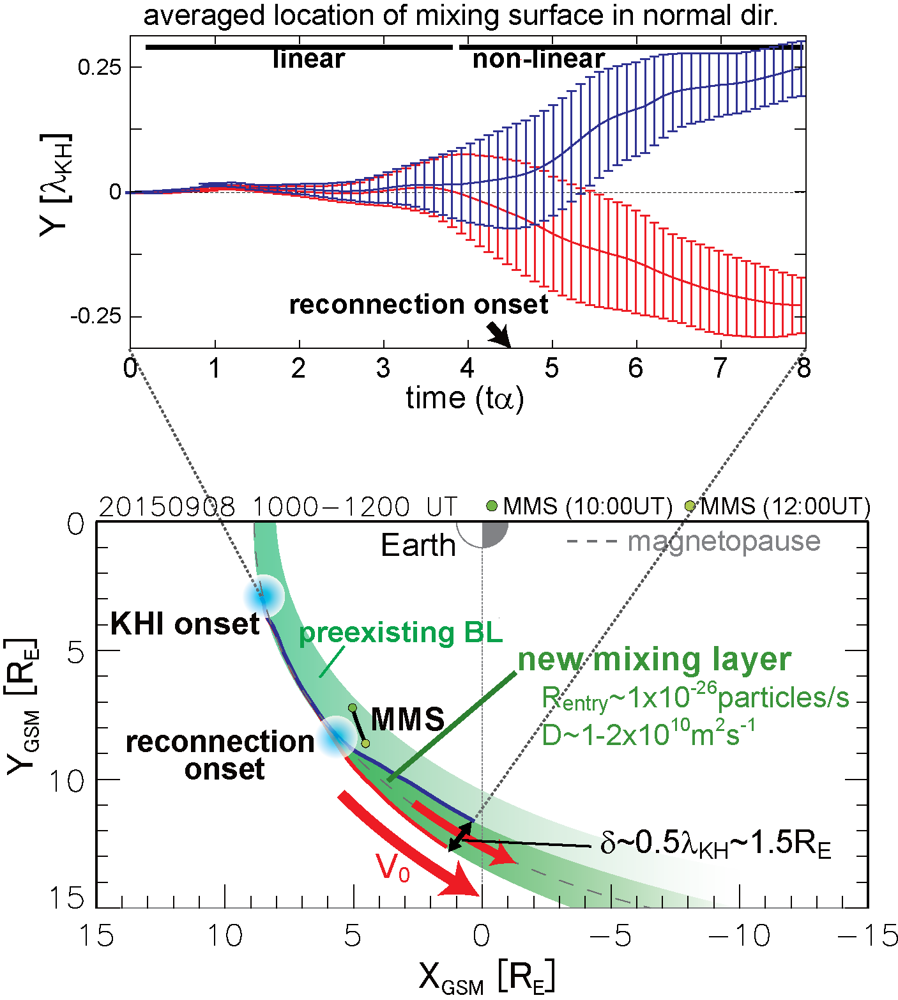 averaged location of mixing surface in normal dir.
linear
non-linear
0.25
0
-0.25
Y [λKH]
reconnection onset
0 1 2 3 4 5 6 7 8
time (tα)
20150908 1000−1200 UT
MMS (10:00UT)
MMS (12:00UT)
Earth
magnetopause
KHI onset
preexisting BL
new mixing layer
Rentry~1x10-26particles/s
D~1-2x1010m2s-1
MMS
reconnection
onset
δ~0.5λKH~1.5RE
V0
0
5
10
15
YGSM [RE]
15 10 5 0 −5 −10 −15
XGSM [RE]